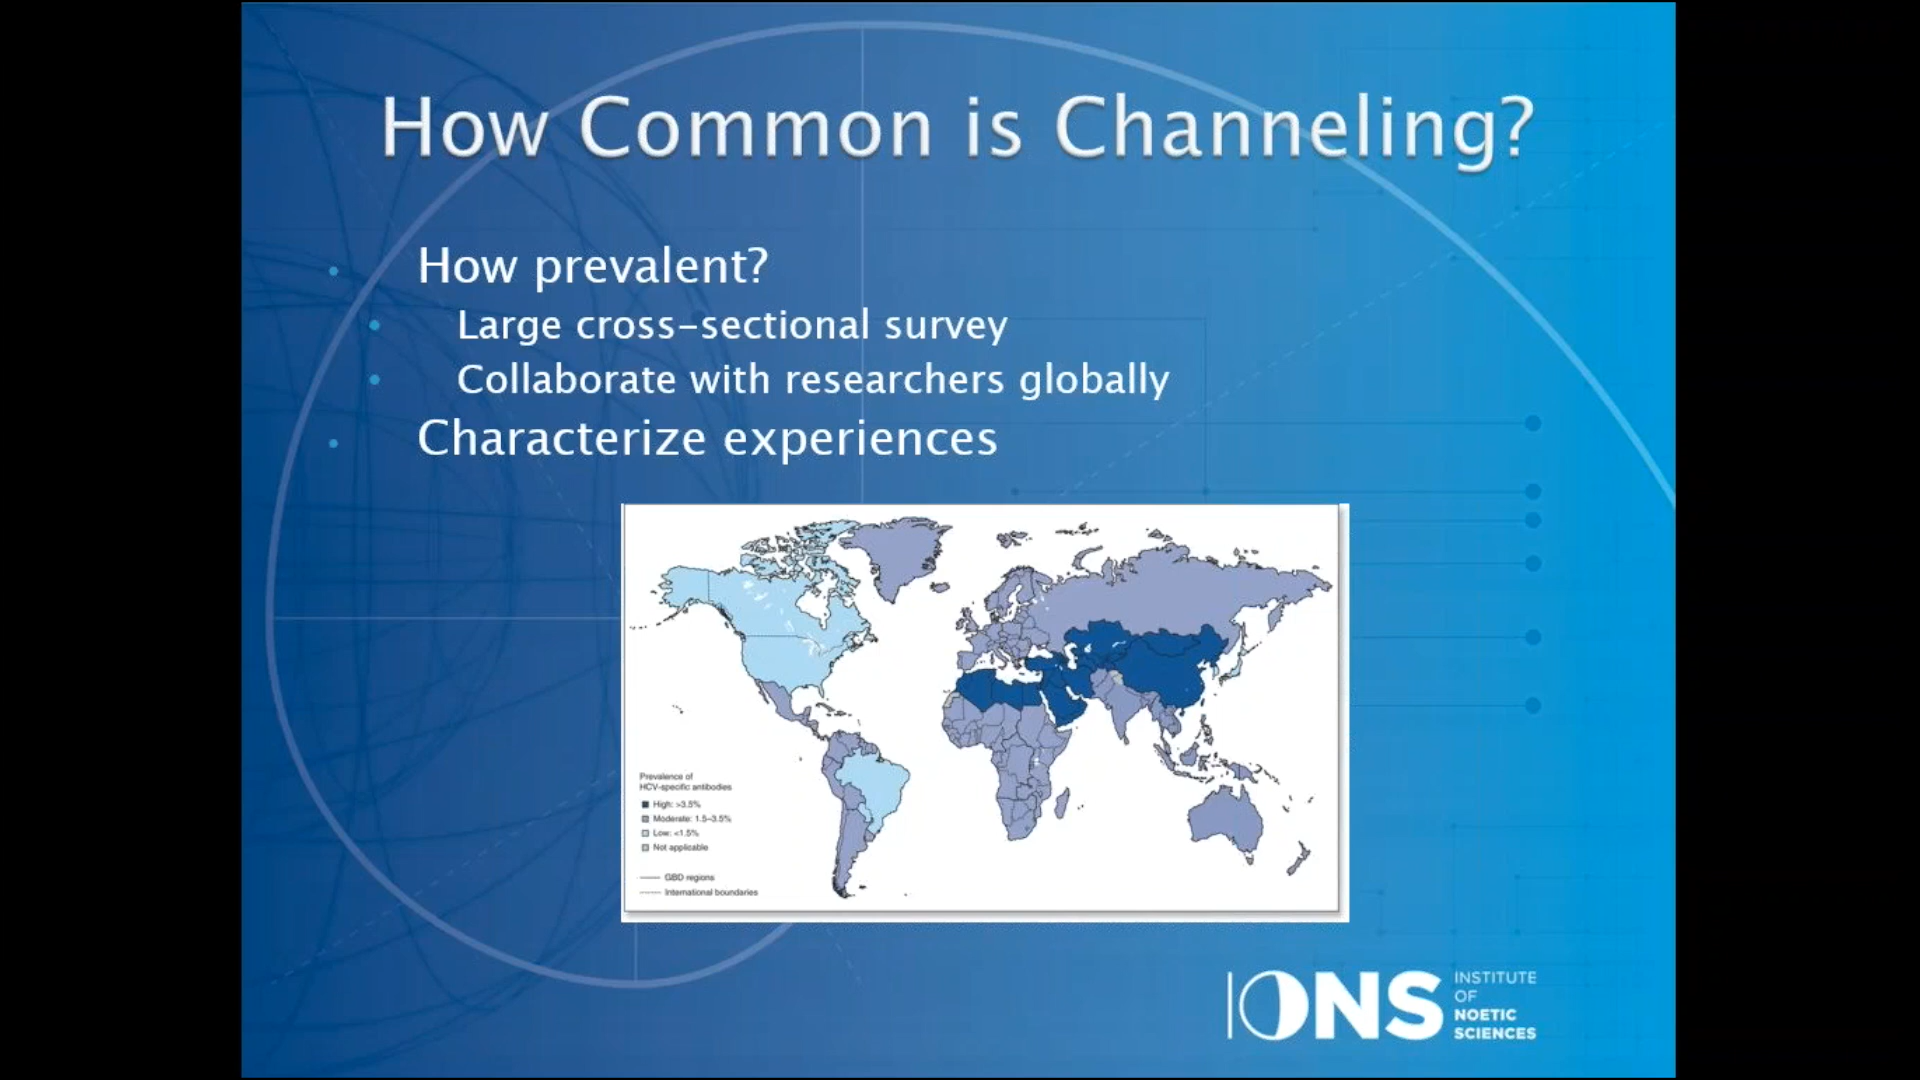 How Common is Channeling?
How prevalent?
Large cross-sectional survey
Collaborate with researchers globally
Characterize experiences
Prevalence of
HCV-specific antibodies
High: >3.5%
Moderate: 1.5–3.5%
Low: <1.5%
Not applicable
GBD regions
International boundaries
IONS
INSTITUTE
OF
NOETIC
SCIENCES